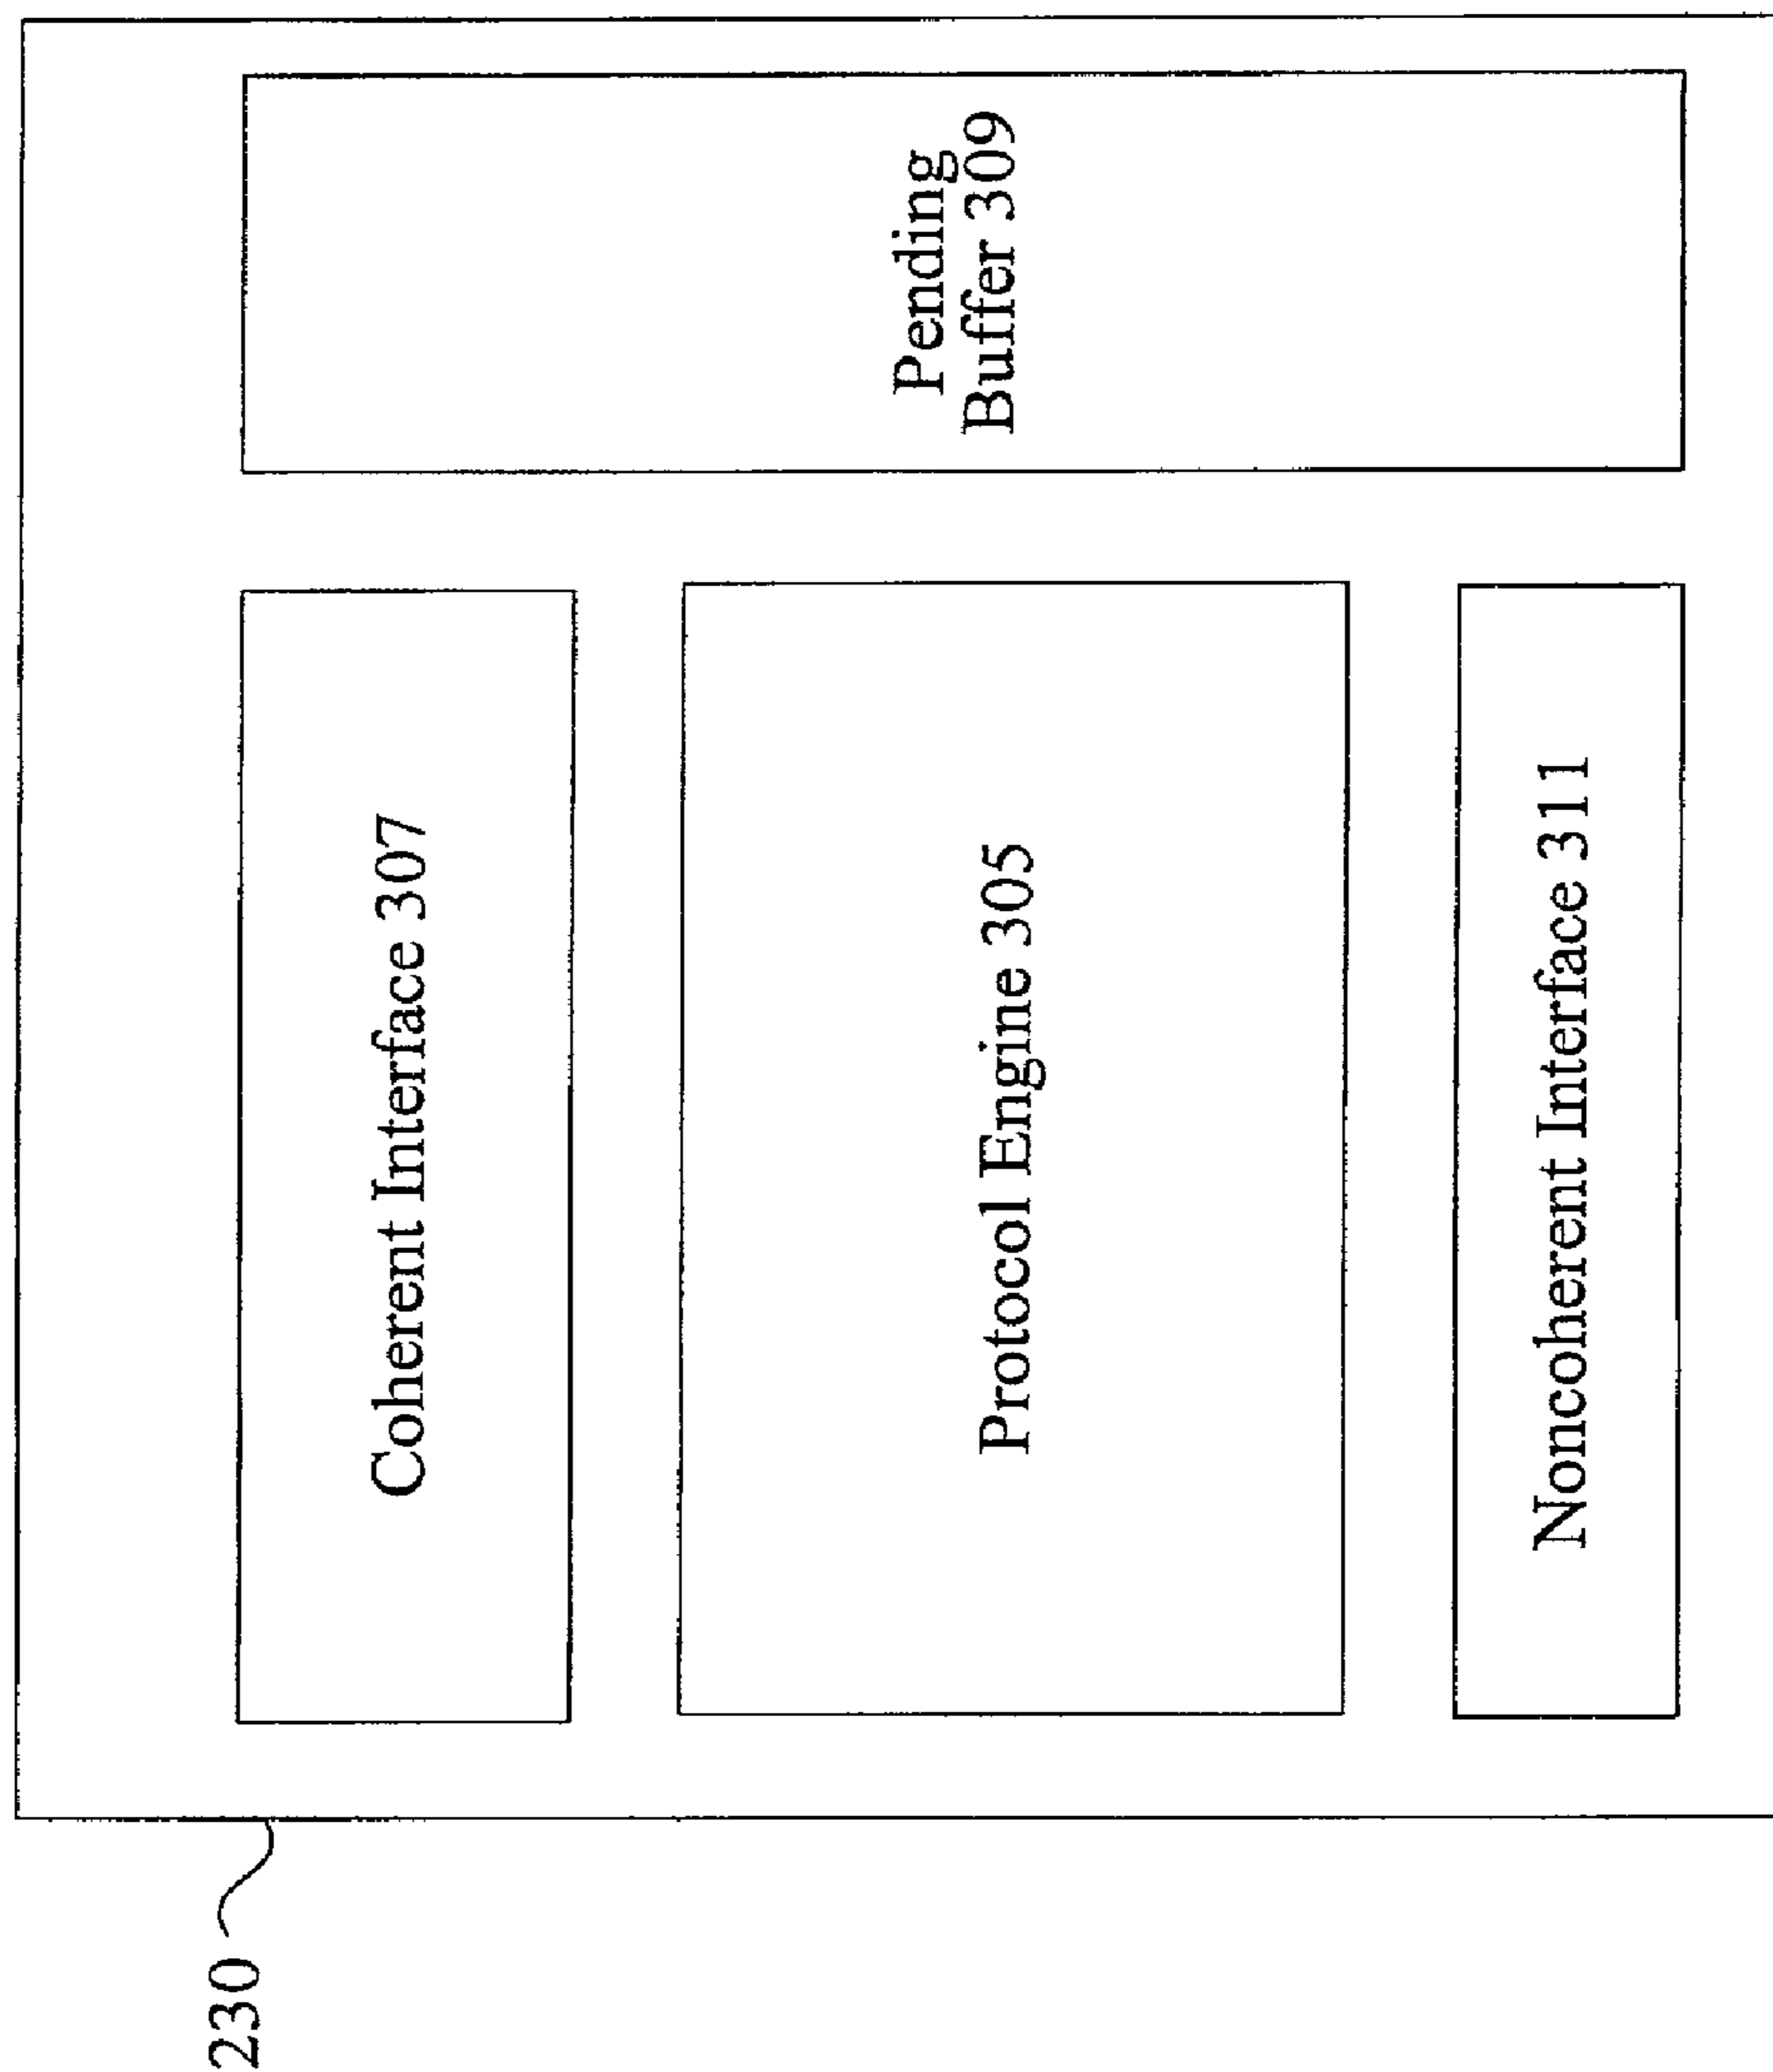 230
Coherent Interface 307
Protocol Engine 305
Noncoherent Interface 311
Pending
Buffer 309